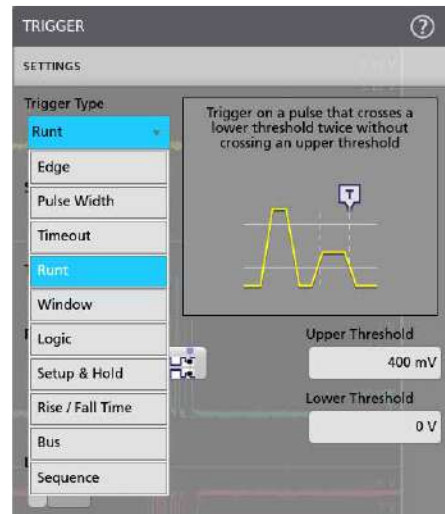 TRIGGER
?
SETTINGS
Trigger Type
Runt
Edge
Pulse Width
Timeout
Runt
Window
Logic
Setup & Hold
Rise / Fall Time
Bus
Sequence
Trigger on a pulse that crosses a
lower threshold twice without
crossing an upper threshold
T
Upper Threshold
400 mV
Lower Threshold
0 V